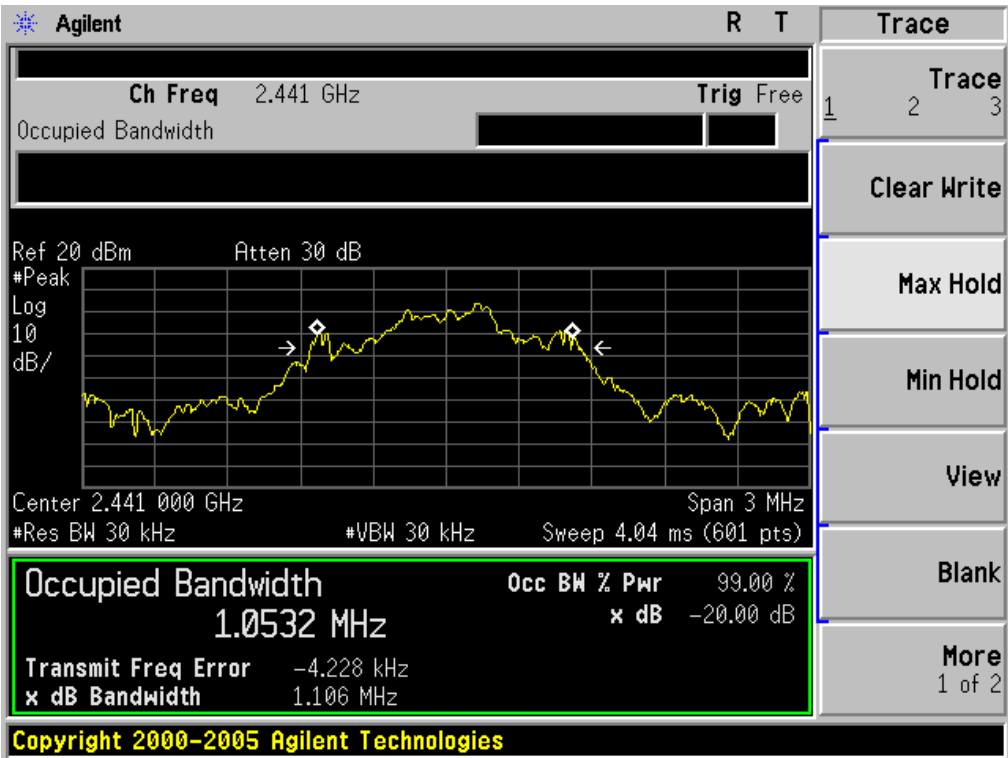 Agilent R T Trace
Ch Freq 2.441 GHz Trig Free
Occupied Bandwidth
Ref 20 dBm Atten 30 dB
#Peak
Log
10
dB/
Center 2.441 000 GHz Span 3 MHz
#Res BW 30 kHz #VBW 30 kHz Sweep 4.04 ms (601 pts)
Occupied Bandwidth Occ BW % Pwr 99.00 %
1.0532 MHz x dB -20.00 dB
Transmit Freq Error -4.228 kHz
x dB Bandwidth 1.106 MHz
Copyright 2000-2005 Agilent Technologies
Trace
1 2 3
Clear Write
Max Hold
Min Hold
View
Blank
More
1 of 2